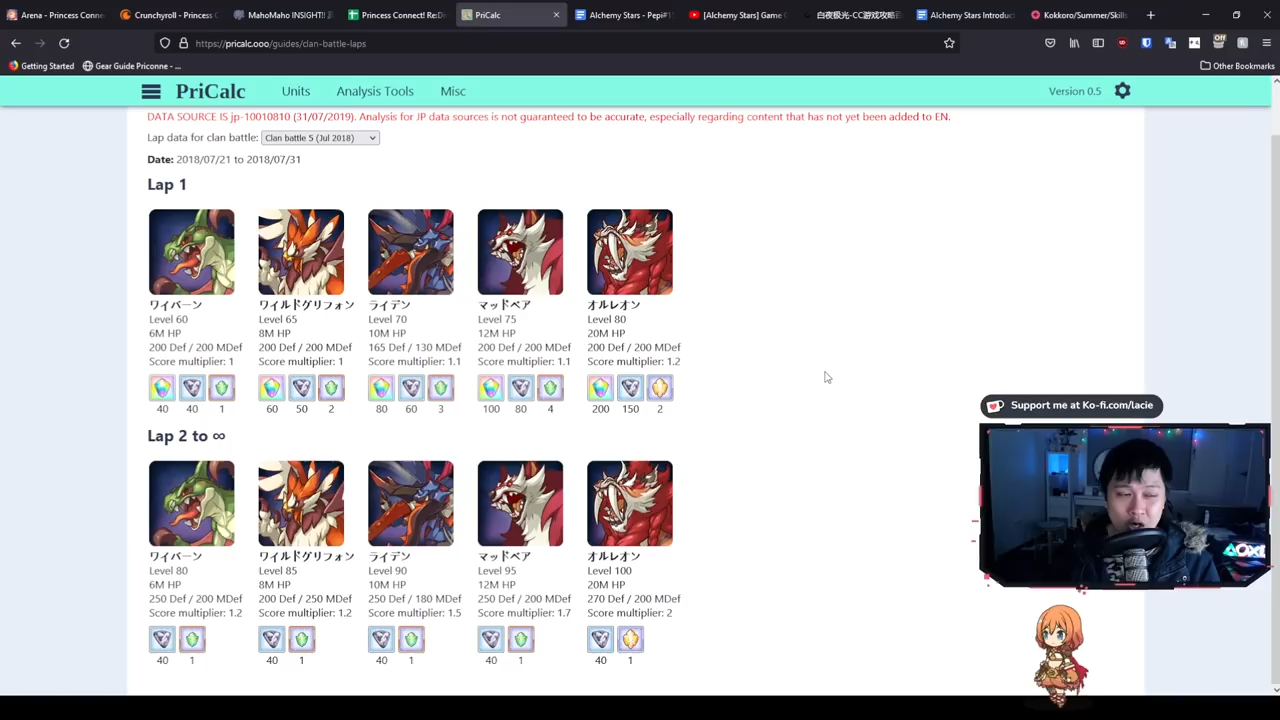 Arena - Princess Conne
Crunchyroll - Princess C
MahoMaho INSIGHT!!
Princess Connect! Re:D
PriCalc
Alchemy Stars - Pepi#1
[Alchemy Stars] Game
白夜极光-CC游戏攻略
Alchemy Stars Introduc
Kokkoro/Summer/Skills
https://pricalc.ooo/guides/clan-battle-laps
Off
Getting Started
Gear Guide Priconne - ...
Other Bookmarks
PriCalc
Units
Analysis Tools
Misc
Version 0.5
DATA SOURCE IS jp-10010810 (31/07/2019). Analysis for JP data sources is not guaranteed to be accurate, especially regarding content that has not yet been added to EN.
Lap data for clan battle: Clan battle 5 (Jul 2018)
Date: 2018/07/21 to 2018/07/31
Lap 1
ワイバーン ワイルドグリフォン ライデン マッドベア オルレオン
Level 60 Level 65 Level 70 Level 75 Level 80
6M HP 8M HP 10M HP 12M HP 20M HP
200 Def / 200 MDef 200 Def / 200 MDef 165 Def / 130 MDef 200 Def / 200 MDef 200 Def / 200 MDef
Score multiplier: 1 Score multiplier: 1 Score multiplier: 1.1 Score multiplier: 1.1 Score multiplier: 1.2
40 40 1 60 50 2 80 60 3 100 80 4 200 150 2
Support me at Ko-fi.com/lacie
Lap 2 to ∞
ワイバーン ワイルドグリフォン ライデン マッドベア オルレオン
Level 80 Level 85 Level 90 Level 95 Level 100
6M HP 8M HP 10M HP 12M HP 20M HP
250 Def / 200 MDef 200 Def / 250 MDef 250 Def / 180 MDef 250 Def / 200 MDef 270 Def / 200 MDef
Score multiplier: 1.2 Score multiplier: 1.2 Score multiplier: 1.5 Score multiplier: 1.7 Score multiplier: 2
40 1 40 1 40 1 40 1 40 1